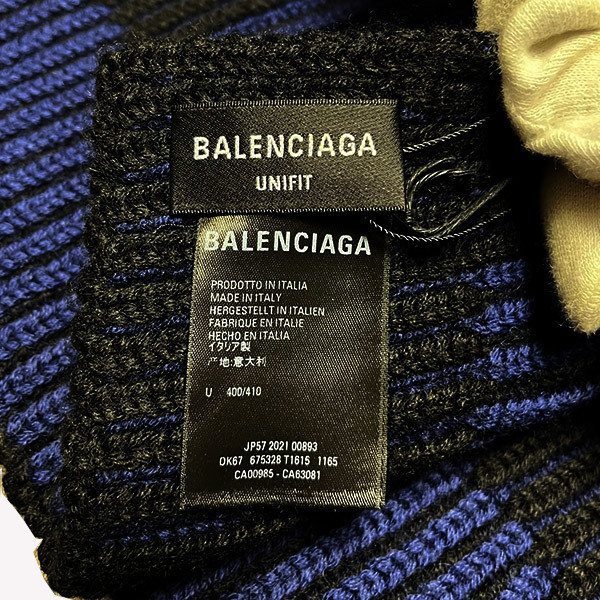 BALENCIAGA
UNIFIT
BALENCIAGA
PRODOTTO IN ITALIA
MADE IN ITALY
HERGESTELLT IN ITALIEN
FABRIQUE EN ITALIE
HECHO EN ITALIA
イタリア製
产地:意大利
U 400/410
JP57 2021 00893
OK67 675328 T1615 1165
CA00985 - CA63081